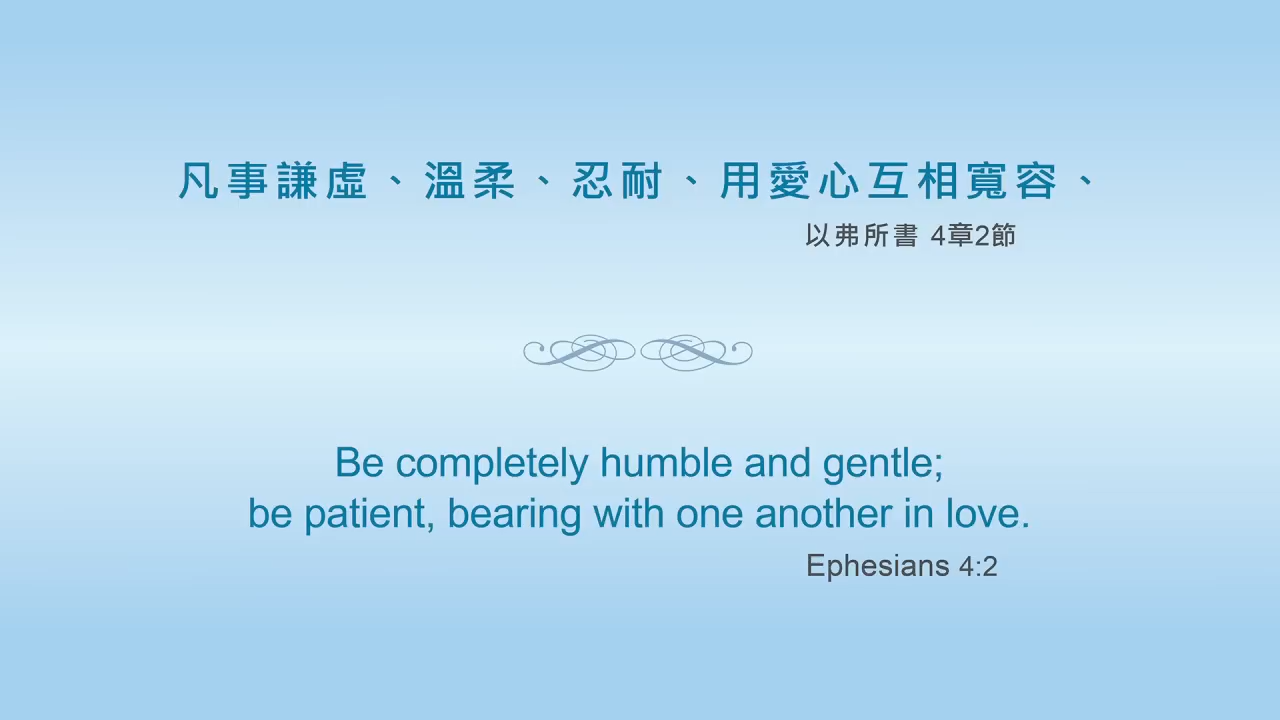 凡事謙虛、溫柔、忍耐、用愛心互相寬容、
以弗所書 4章2節
Be completely humble and gentle;
be patient, bearing with one another in love.
Ephesians 4:2